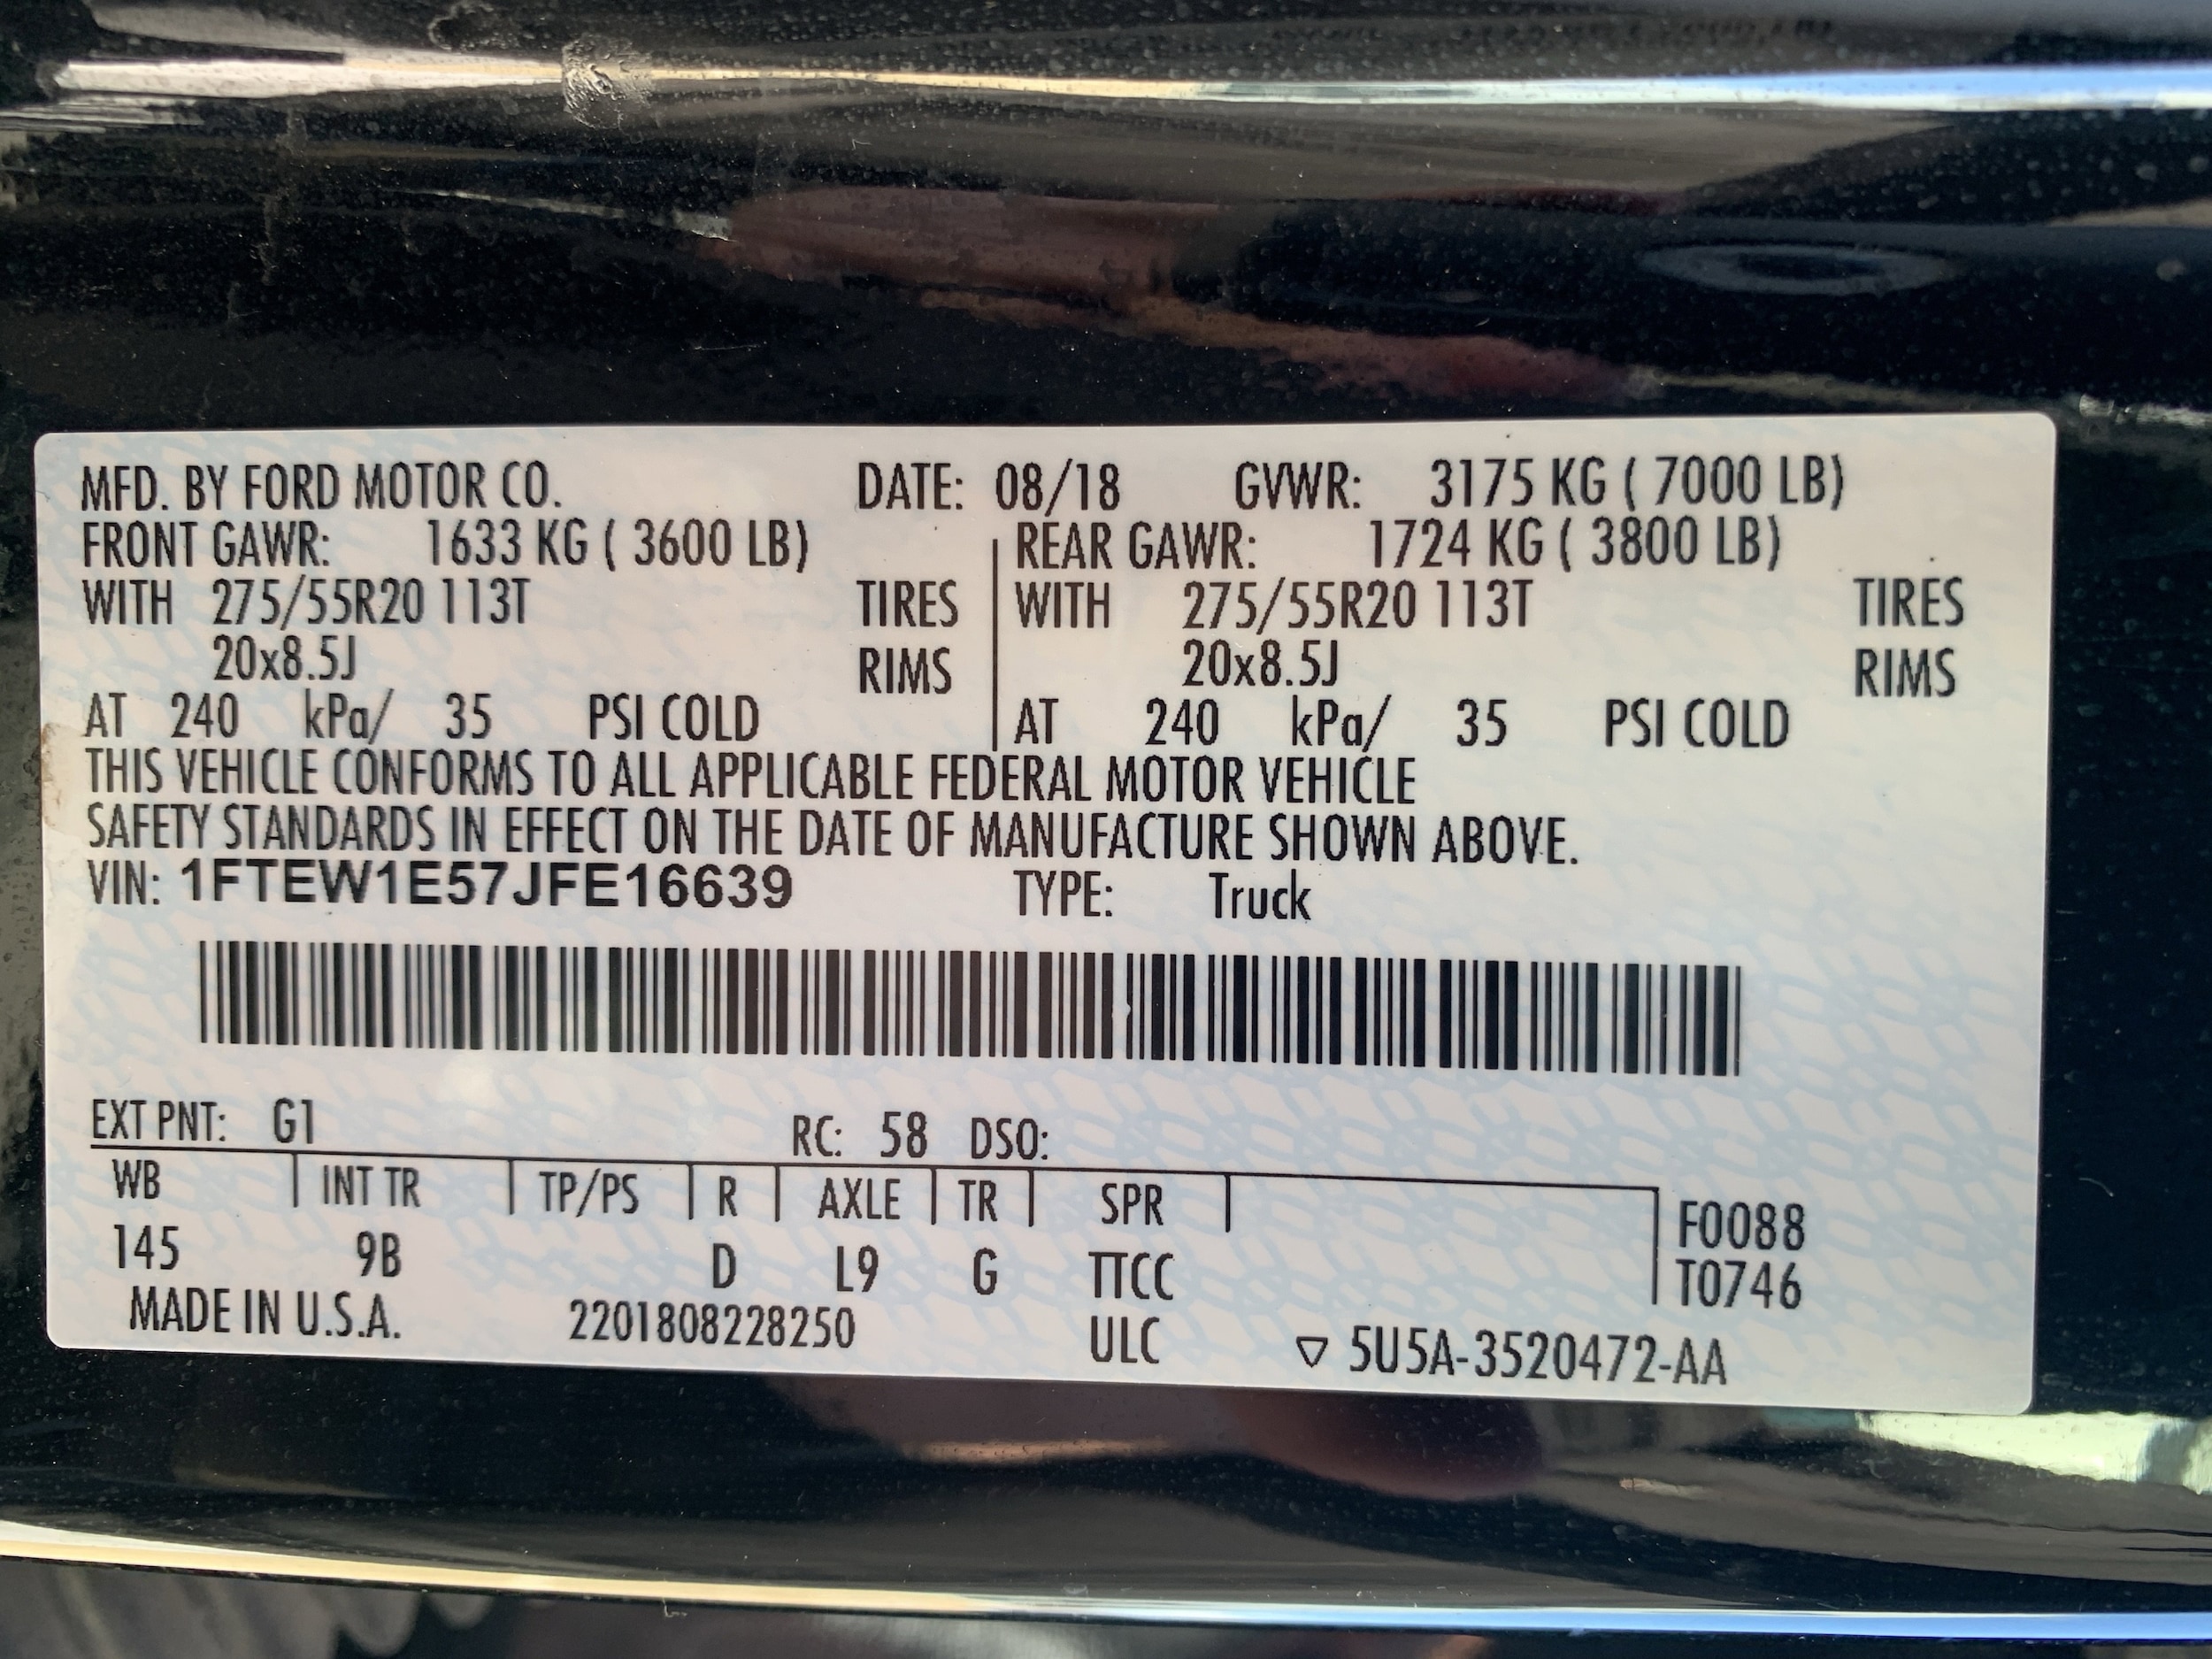 MFD. BY FORD MOTOR CO. DATE: 08/18 GVWR: 3175 KG ( 7000 LB)
FRONT GAWR: 1633 KG ( 3600 LB) REAR GAWR: 1724 KG ( 3800 LB)
WITH 275/55R20 113T TIRES WITH 275/55R20 113T TIRES
20x8.5J RIMS 20x8.5J RIMS
AT 240 kPa/ 35 PSI COLD AT 240 kPa/ 35 PSI COLD
THIS VEHICLE CONFORMS TO ALL APPLICABLE FEDERAL MOTOR VEHICLE
SAFETY STANDARDS IN EFFECT ON THE DATE OF MANUFACTURE SHOWN ABOVE.
VIN: 1FTEW1E57JFE16639 TYPE: Truck
EXT PNT: G1 RC: 58 DSO:
WB INT TR TP/PS R AXLE TR SPR F0088
145 9B D L9 G TTCC T0746
MADE IN U.S.A. 2201808228250 ULC ▽ 5U5A-3520472-AA